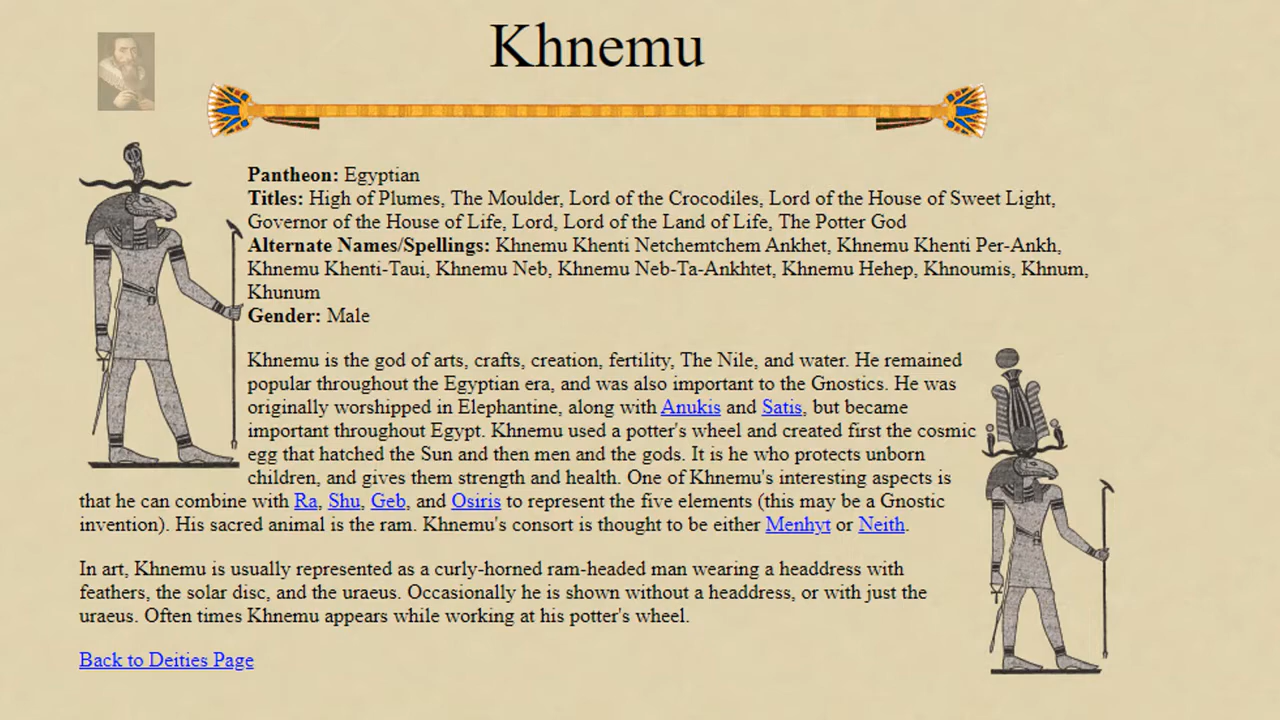 Khnemu
Pantheon: Egyptian
Titles: High of Plumes, The Moulder, Lord of the Crocodiles, Lord of the House of Sweet Light,
Governor of the House of Life, Lord, Lord of the Land of Life, The Potter God
Alternate Names/Spellings: Khnemu Khenti Netchemtchem Ankhet, Khnemu Khenti Per-Ankh,
Khnemu Khenti-Taui, Khnemu Neb, Khnemu Neb-Ta-Ankhtet, Khnemu Hehep, Khnoumis, Khnum,
Khunum
Gender: Male
Khnemu is the god of arts, crafts, creation, fertility, The Nile, and water. He remained
popular throughout the Egyptian era, and was also important to the Gnostics. He was
originally worshipped in Elephantine, along with Anukis and Satis, but became
important throughout Egypt. Khnemu used a potter's wheel and created first the cosmic
egg that hatched the Sun and then men and the gods. It is he who protects unborn
children, and gives them strength and health. One of Khnemu's interesting aspects is
that he can combine with Ra, Shu, Geb, and Osiris to represent the five elements (this may be a Gnostic
invention). His sacred animal is the ram. Khnemu's consort is thought to be either Menhyt or Neith.
In art, Khnemu is usually represented as a curly-horned ram-headed man wearing a headdress with
feathers, the solar disc, and the uraeus. Occasionally he is shown without a headdress, or with just the
uraeus. Often times Khnemu appears while working at his potter's wheel.
Back to Deities Page